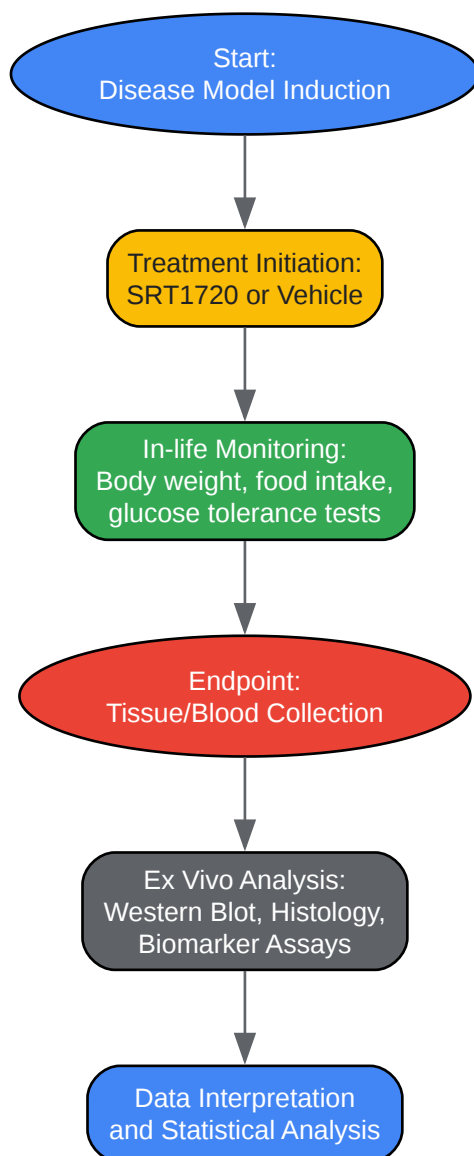 Start:
Disease Model Induction
Treatment Initiation:
SRT1720 or Vehicle
In-life Monitoring:
Body weight, food intake,
glucose tolerance tests
Endpoint:
Tissue/Blood Collection
Ex Vivo Analysis:
Western Blot, Histology,
Biomarker Assays
Data Interpretation
and Statistical Analysis